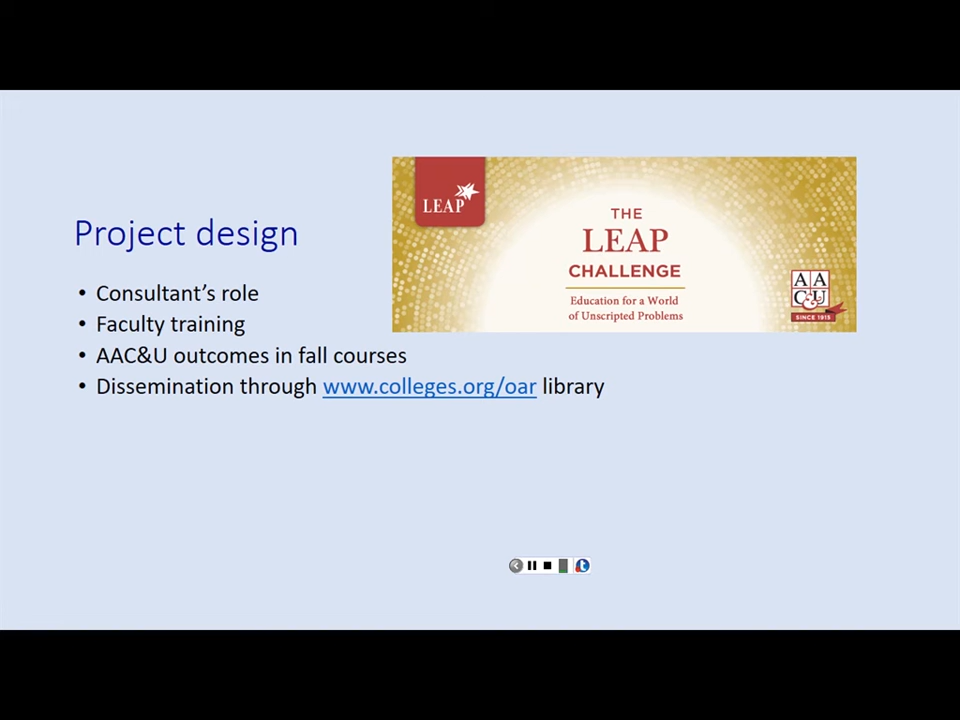 Project design
• Consultant's role
• Faculty training
• AAC&U outcomes in fall courses
• Dissemination through www.colleges.org/oar library
LEAP
THE
LEAP
CHALLENGE
Education for a World
of Unscripted Problems
AA
C&U
SINCE 1915